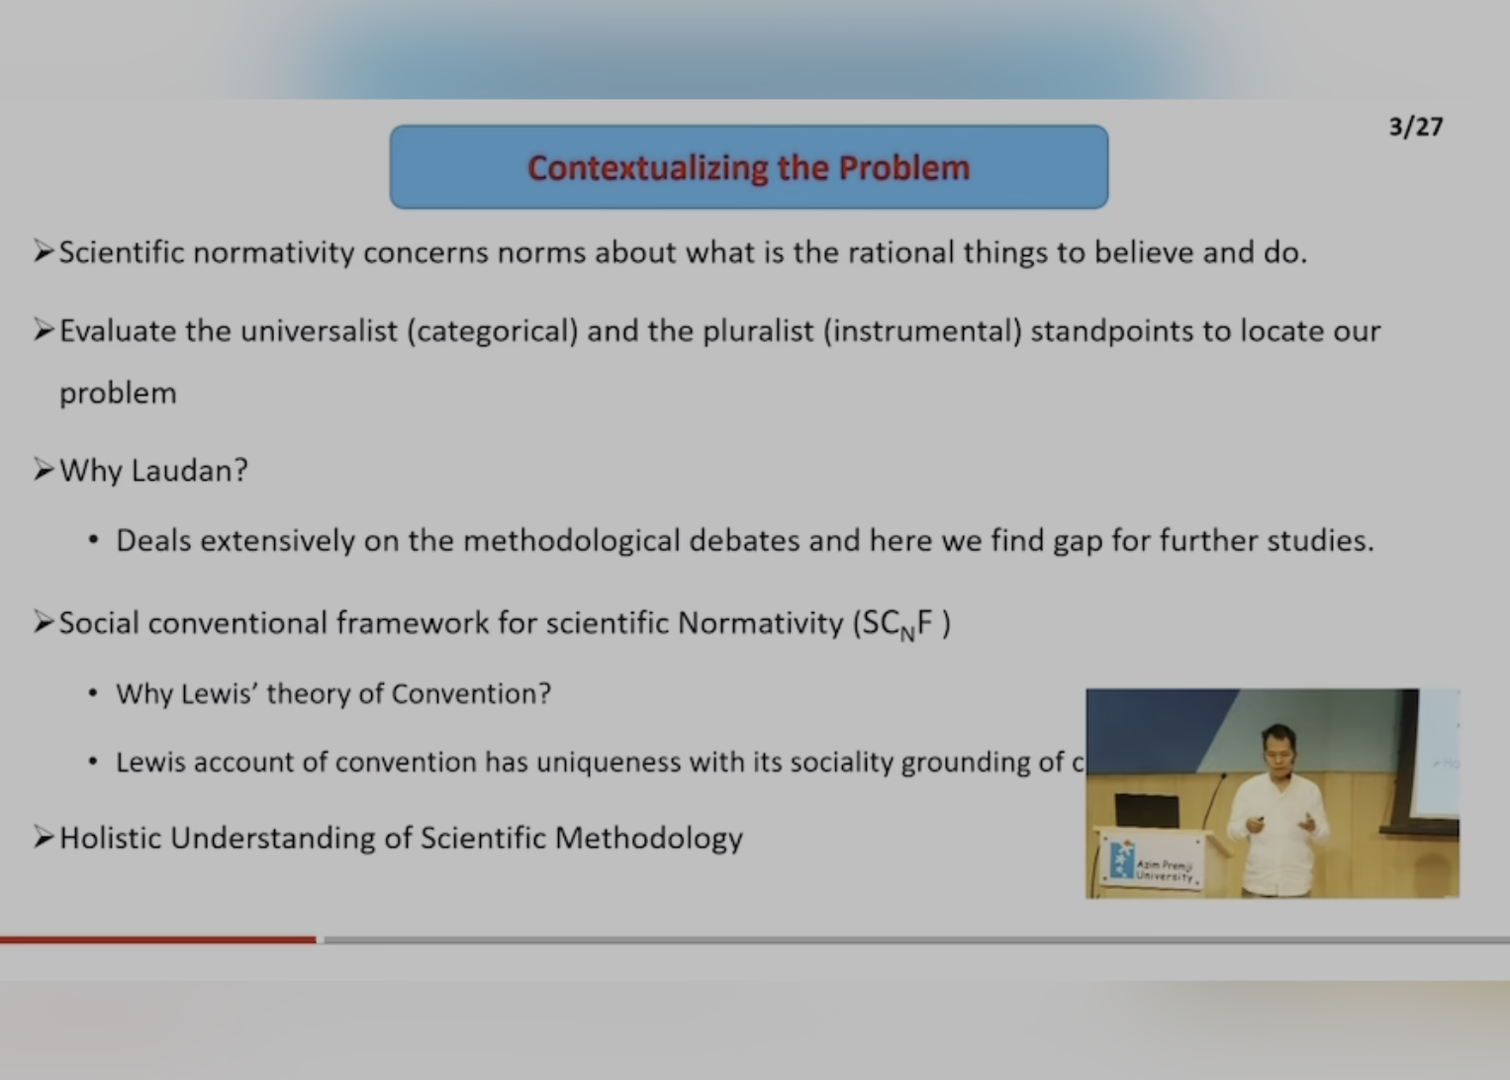 3/27
Contextualizing the Problem
➢Scientific normativity concerns norms about what is the rational things to believe and do.
➢Evaluate the universalist (categorical) and the pluralist (instrumental) standpoints to locate our
problem
➢Why Laudan?
• Deals extensively on the methodological debates and here we find gap for further studies.
➢Social conventional framework for scientific Normativity (SCNF )
• Why Lewis’ theory of Convention?
• Lewis account of convention has uniqueness with its sociality grounding of c
➢Holistic Understanding of Scientific Methodology
Azim Premji
University